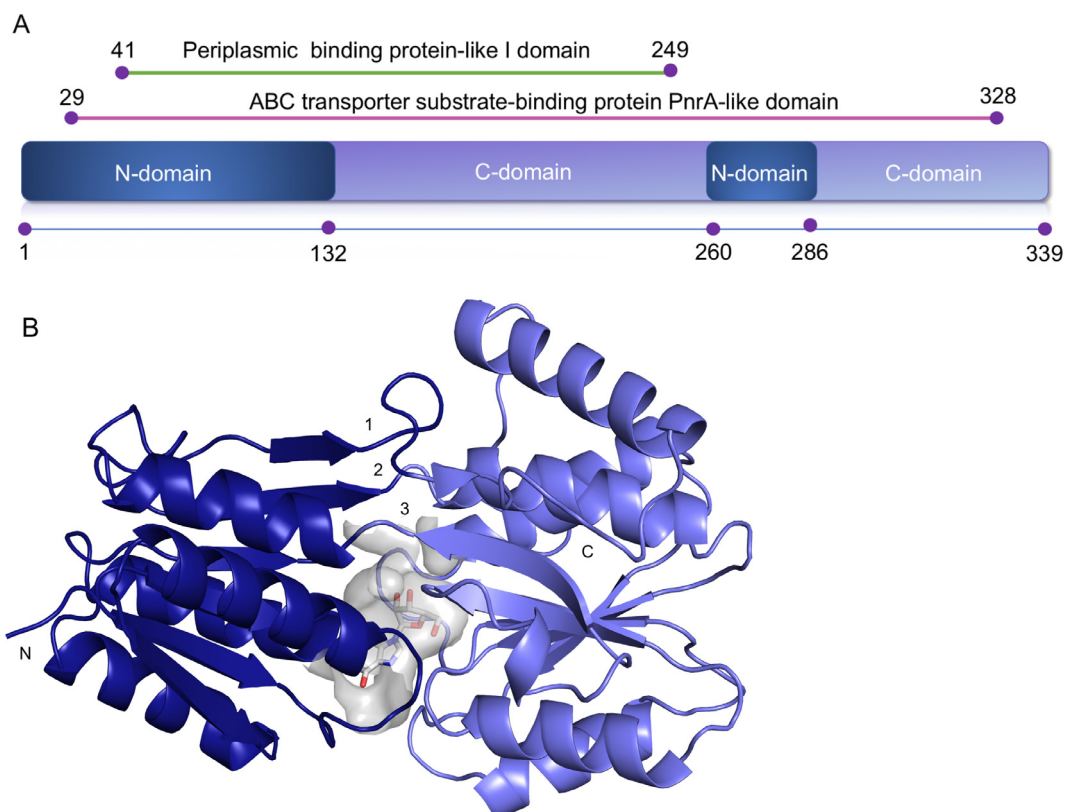 A
41 Periplasmic binding protein-like I domain 249
29 ABC transporter substrate-binding protein PnrA-like domain 328
N-domain C-domain N-domain C-domain
1 132 260 286 339
B
1
2
3
C
N